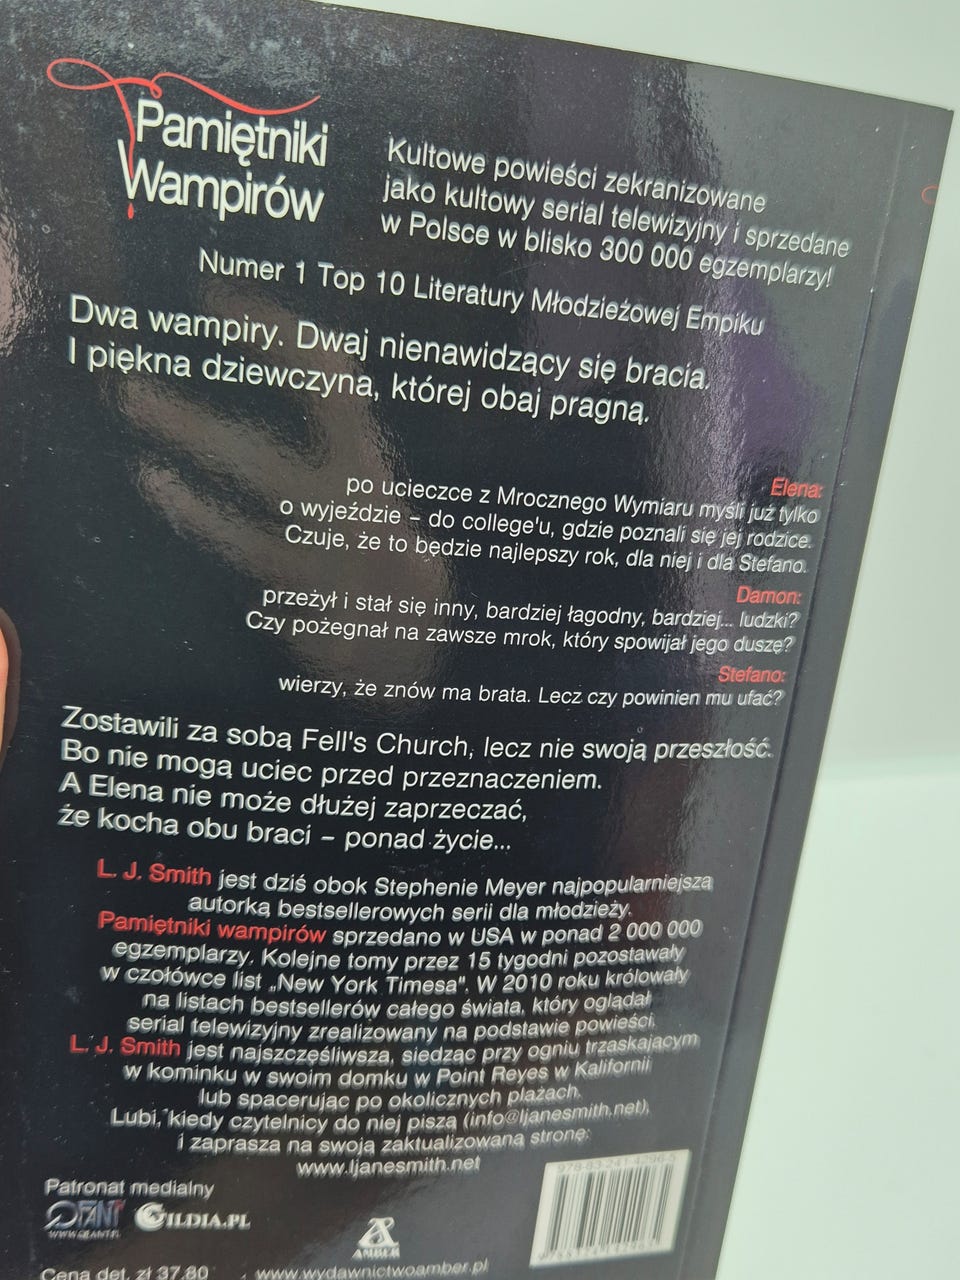 Pamiętniki
Wampirów
Kultowe powieści zekranizowane
jako kultowy serial telewizyjny i sprzedane
w Polsce w blisko 300 000 egzemplarzy!
Numer 1 Top 10 Literatury Młodzieżowej Empiku
Dwa wampiry. Dwaj nienawidzący się bracia.
I piękna dziewczyna, której obaj pragną.
Elena:
po ucieczce z Mrocznego Wymiaru myśli już tylko
o wyjeździe – do college'u, gdzie poznali się jej rodzice.
Czuje, że to będzie najlepszy rok, dla niej i dla Stefano.
Damon:
przeżył i stał się inny, bardziej łagodny, bardziej... ludzki?
Czy pożegnał na zawsze mrok, który spowijał jego duszę?
Stefano:
wierzy, że znów ma brata. Lecz czy powinien mu ufać?
Zostawili za sobą Fell's Church, lecz nie swoją przeszłość.
Bo nie mogą uciec przed przeznaczeniem.
A Elena nie może dłużej zaprzeczać,
że kocha obu braci – ponad życie...
L. J. Smith jest dziś obok Stephenie Meyer najpopularniejszą
autorką bestsellerowych serii dla młodzieży.
Pamiętniki wampirów sprzedano w USA w ponad 2 000 000
egzemplarzy. Kolejne tomy przez 15 tygodni pozostawały
w czołówce list „New York Timesa". W 2010 roku królowały
na listach bestsellerów całego świata, który oglądał
serial telewizyjny zrealizowany na podstawie powieści.
L. J. Smith jest najszczęśliwsza, siedząc przy ogniu trzaskającym
w kominku w swoim domku w Point Reyes w Kalifornii
lub spacerując po okolicznych plażach.
Lubi, kiedy czytelnicy do niej piszą (info@ljanesmith.net),
i zaprasza na swoją zaktualizowaną stronę:
www.ljanesmith.net
Patronat medialny
GILDIA.PL
AMBER
Cena det. zł 37,80
www.wydawnictwoamber.pl